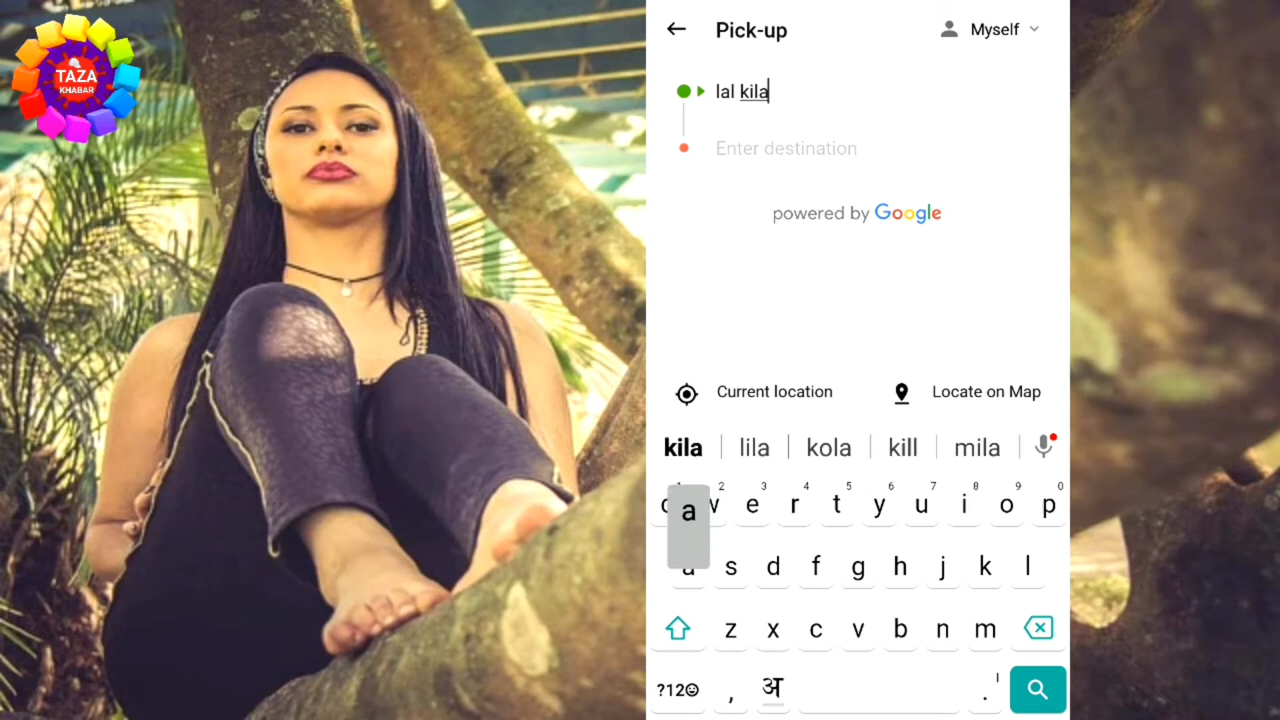 TAZA
KHABAR
Pick-up
Myself
lal kila
Enter destination
powered by Google
Current location
Locate on Map
kila lila kola kill mila
1 2 3 4 5 6 7 8 9 0
w e r t y u i o p
a
a s d f g h j k l
z x c v b n m
?12 , अ .